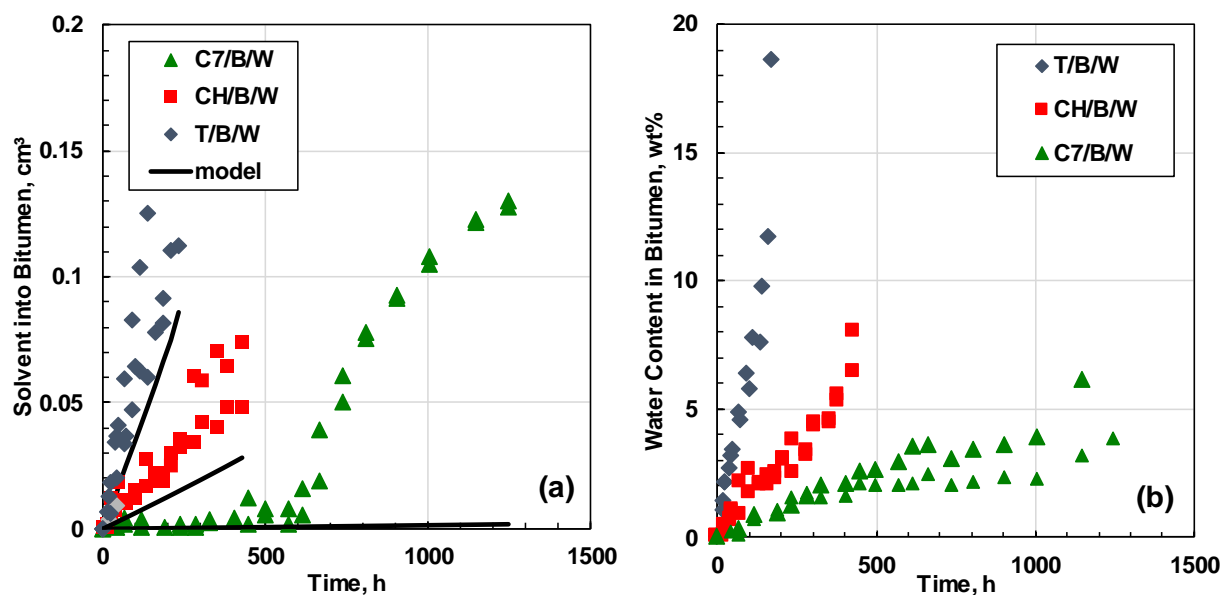 0.2
0.15
0.1
0.05
0
Solvent into Bitumen, cm³
C7/B/W
CH/B/W
T/B/W
model
(a)
0 500 1000 1500
Time, h
20
15
10
5
0
Water Content in Bitumen, wt%
T/B/W
CH/B/W
C7/B/W
(b)
0 500 1000 1500
Time, h